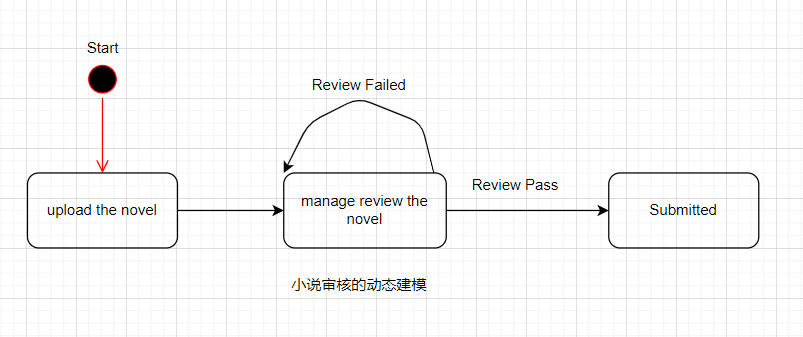 Start
Review Failed
upload the novel
manage review the
novel
Review Pass
Submitted
小说审核的动态建模